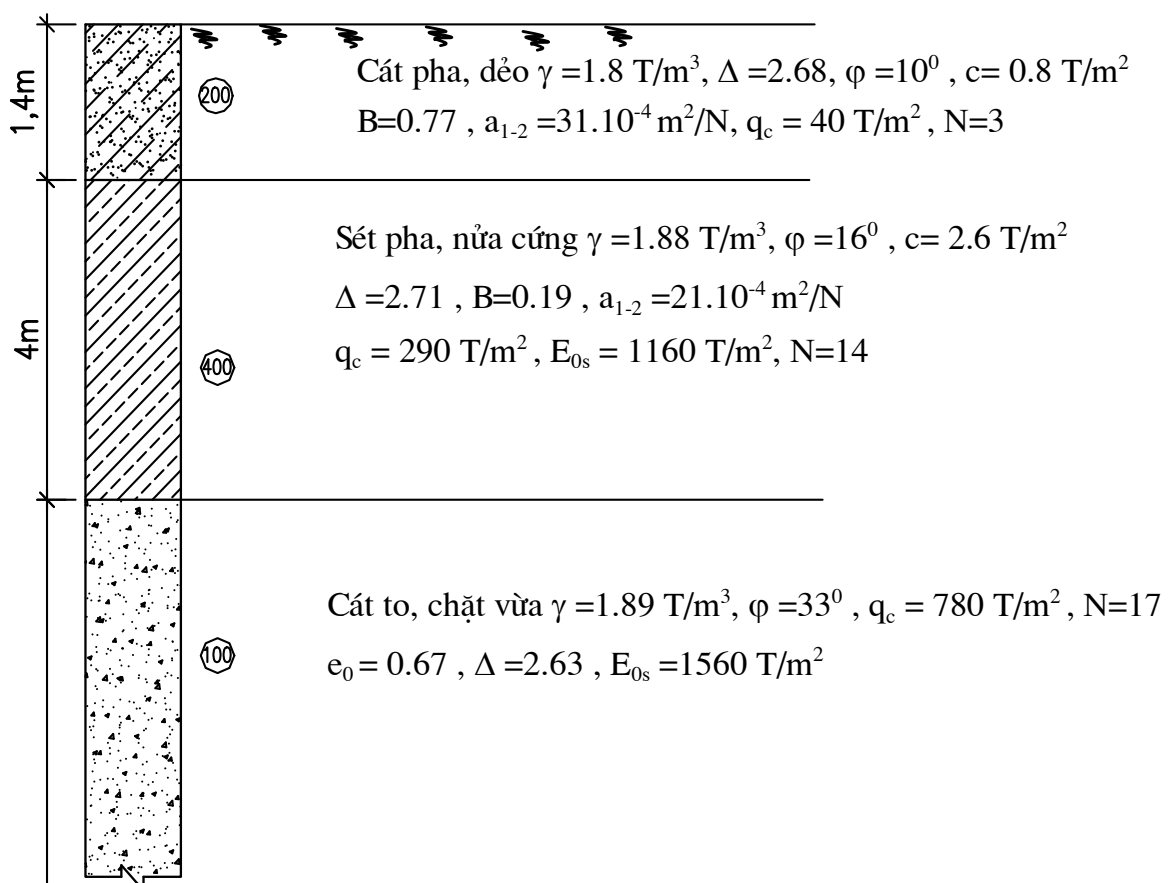 1,4m
200
Cát pha, dẻo γ =1.8 T/m³, Δ =2.68, φ =10⁰ , c= 0.8 T/m²
B=0.77 , a₁₋₂ =31.10⁻⁴ m²/N, q_c = 40 T/m² , N=3
4m
400
Sét pha, nửa cứng γ =1.88 T/m³, φ =16⁰ , c= 2.6 T/m²
Δ =2.71 , B=0.19 , a₁₋₂ =21.10⁻⁴ m²/N
q_c = 290 T/m² , E₀ₛ = 1160 T/m², N=14
100
Cát to, chặt vừa γ =1.89 T/m³, φ =33⁰ , q_c = 780 T/m² , N=17
e₀ = 0.67 , Δ =2.63 , E₀ₛ =1560 T/m²